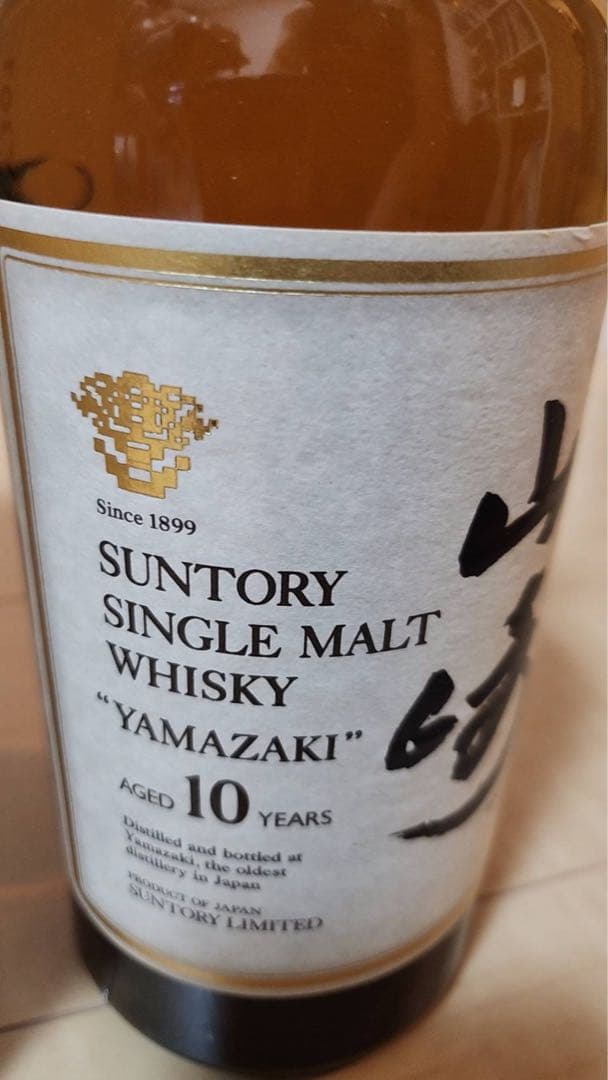 Since 1899
SUNTORY
SINGLE MALT
WHISKY
“YAMAZAKI”
AGED 10 YEARS
Distilled and bottled at
Yamazaki, the oldest
distillery in Japan
PRODUCT OF JAPAN
SUNTORY LIMITED
山崎